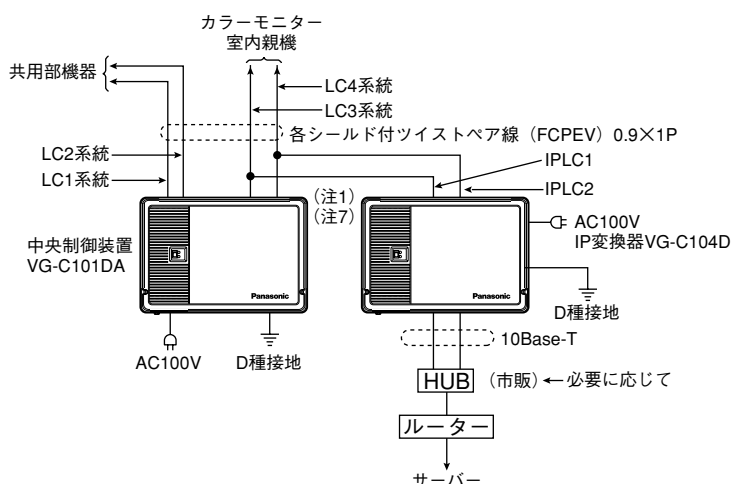 カラーモニター
室内親機
共用部機器
LC4系統
LC3系統
各シールド付ツイストペア線（FCPEV）0.9×1P
LC2系統
LC1系統
IPLC1
IPLC2
（注1）
（注7）
中央制御装置
VG-C101DA
Panasonic
AC100V
D種接地
AC100V
IP変換器VG-C104D
Panasonic
D種接地
10Base-T
HUB （市販）←必要に応じて
ルーター
サーバー